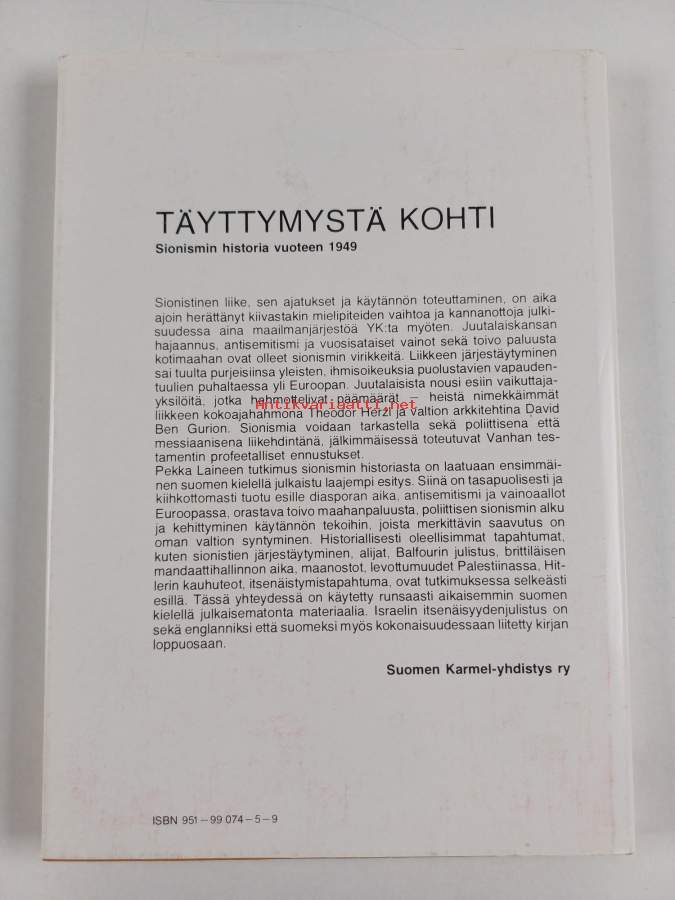 TÄYTTYMYSTÄ KOHTI
Sionismin historia vuoteen 1949
Sionistinen liike, sen ajatukset ja käytännön toteuttaminen, on aika
ajoin herättänyt kiivastakin mielipiteiden vaihtoa ja kannanottoja julki-
suudessa aina maailmanjärjestöä YK:ta myöten. Juutalaiskansan
hajaannus, antisemitismi ja vuosisataiset vainot sekä toivo paluusta
kotimaahan ovat olleet sionismin virikkeitä. Liikkeen järjestäytyminen
sai tuulta purjeisiinsa yleisten, ihmisoikeuksia puolustavien vapauden-
tuulien puhaltaessa yli Euroopan. Juutalaisista nousi esiin vaikuttaja-
yksilöitä, jotka hahmottelivat päämäärät – heistä nimekkäimmät
Antikvariaatti.net
liikkeen kokoajahahmona Theodor Herzl ja valtion arkkitehtina David
Ben Gurion. Sionismia voidaan tarkastella sekä poliittisena että
messiaanisena liikehdintänä, jälkimmäisessä toteutuvat Vanhan tes-
tamentin profeetalliset ennustukset.
Pekka Laineen tutkimus sionismin historiasta on laatuaan ensimmäi-
nen suomen kielellä julkaistu laajempi esitys. Siinä on tasapuolisesti ja
kiihkottomasti tuotu esille diasporan aika, antisemitismi ja vainoaallot
Euroopassa, orastava toivo maahanpaluusta, poliittisen sionismin alku
ja kehittyminen käytännön tekoihin, joista merkittävin saavutus on
oman valtion syntyminen. Historiallisesti oleellisimmat tapahtumat,
kuten sionistien järjestäytyminen, alijat, Balfourin julistus, brittiläisen
mandaattihallinnon aika, maanostot, levottumuudet Palestiinassa, Hit-
lerin kauhuteot, itsenäistymistapahtuma, ovat tutkimuksessa selkeästi
esillä. Tässä yhteydessä on käytetty runsaasti aikaisemmin suomen
kielellä julkaisematonta materiaalia. Israelin itsenäisyydenjulistus on
sekä englanniksi että suomeksi myös kokonaisuudessaan liitetty kirjan
loppuosaan.
Suomen Karmel-yhdistys ry
ISBN 951 – 99 074 – 5 – 9